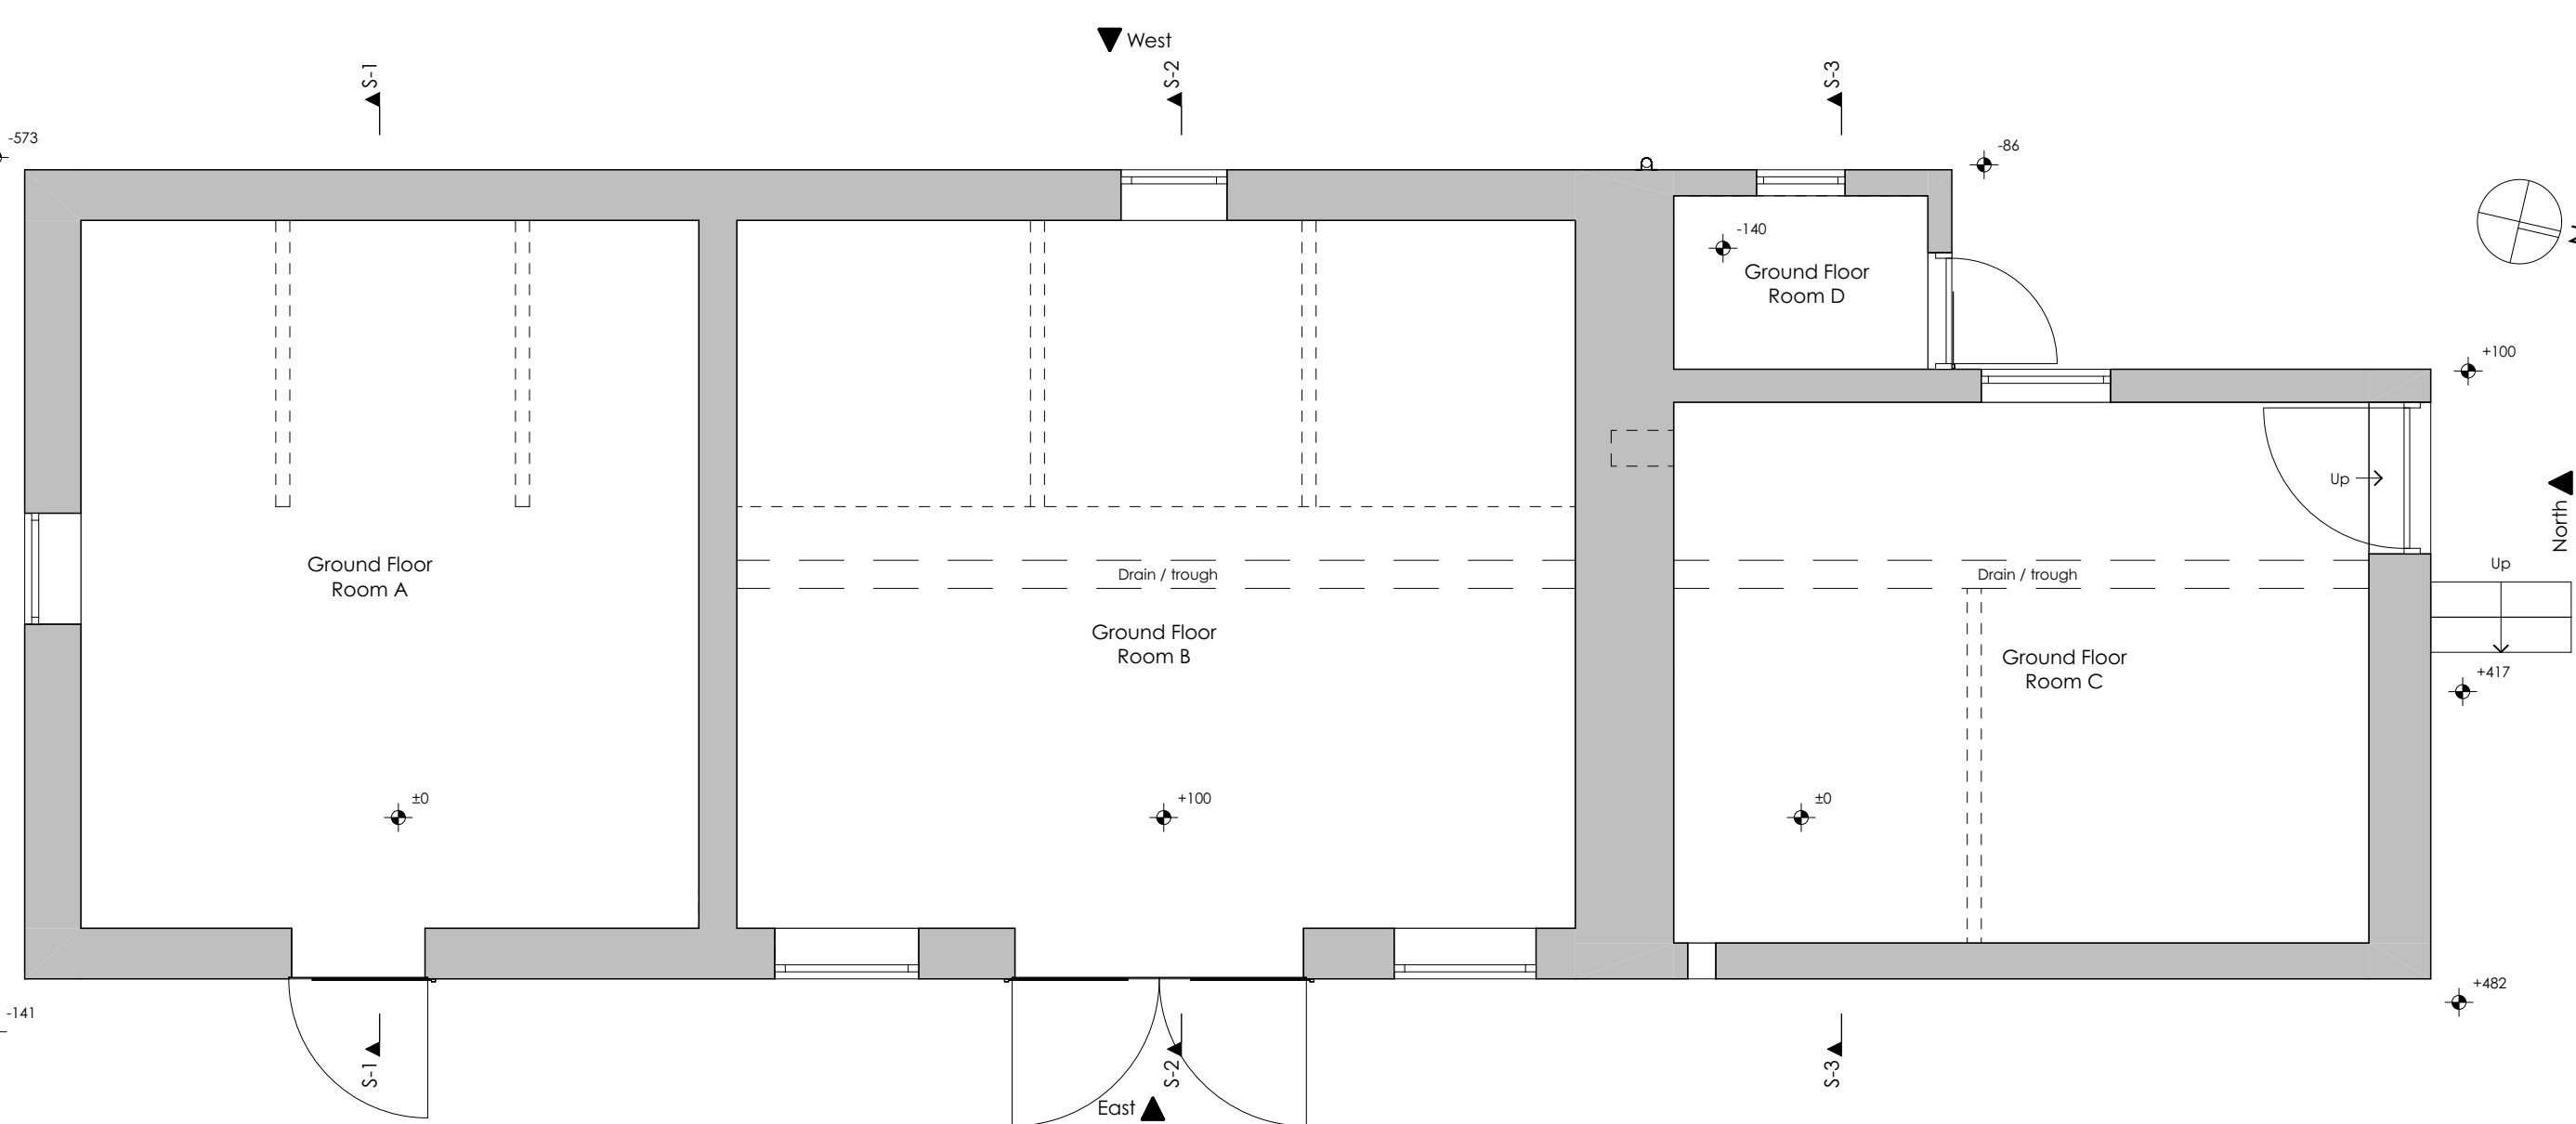 West
S-1
S-2
S-3
-573
-86
-140
Ground Floor
Room D
+100
Up
North
Up
Ground Floor
Room A
Drain / trough
Drain / trough
Ground Floor
Room B
Ground Floor
Room C
+417
±0
+100
±0
+482
-141
S-1
S-2
S-3
East